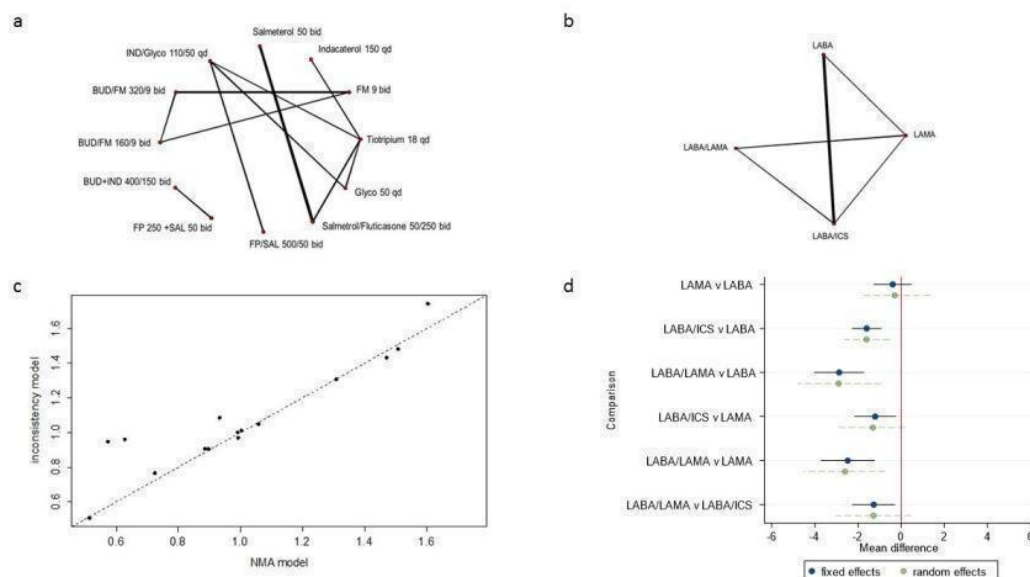 a
Salmeterol 50 bid
IND/Glyco 110/50 qd
Indacaterol 150 qd
BUD/FM 320/9 bid
FM 9 bid
Tiotripium 18 qd
BUD/FM 160/9 bid
BUD+IND 400/150 bid
Glyco 50 qd
FP 250 +SAL 50 bid
Salmetrol/Fluticasone 50/250 bid
FP/SAL 500/50 bid
b
LABA
LAMA
LABA/LAMA
LABA/ICS
c
inconsistency model
1.6
1.4
1.2
1.0
0.8
0.6
0.6 0.8 1.0 1.2 1.4 1.6
NMA model
d
Comparison
LAMA v LABA
LABA/ICS v LABA
LABA/LAMA v LABA
LABA/ICS v LAMA
LABA/LAMA v LAMA
LABA/LAMA v LABA/ICS
-6 -4 -2 0 2 4 6
Mean difference
fixed effects random effects